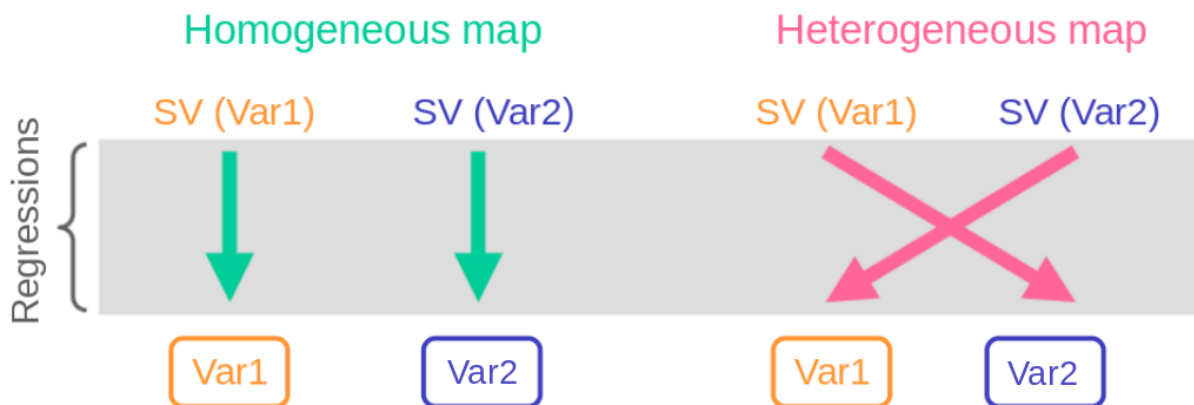 Homogeneous map
Heterogeneous map
SV (Var1)
SV (Var2)
SV (Var1)
SV (Var2)
Regressions
Var1
Var2
Var1
Var2